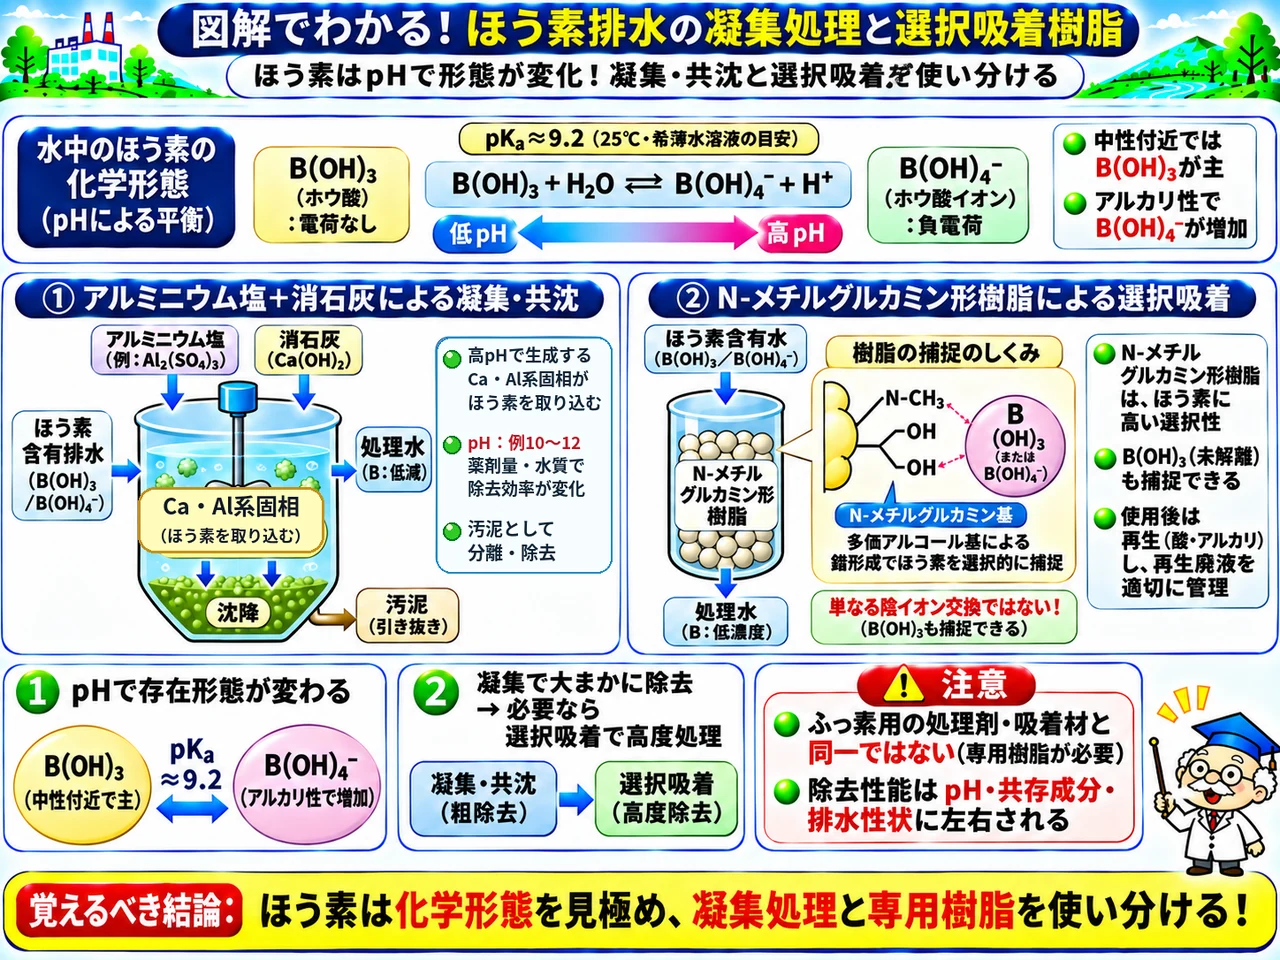 図解でわかる！ほう素排水の凝集処理と選択吸着樹脂
ほう素はpHで形態が変化！凝集・共沈と選択吸着を使い分ける
水中のほう素の
化学形態
(pHによる平衡)
B(OH)₃
(ホウ酸)
：電荷なし
pKₐ≈9.2 (25℃・希薄水溶液の目安)
B(OH)₃＋H₂O ⇌ B(OH)₄⁻＋H⁺
低pH
高pH
B(OH)₄⁻
(ホウ酸イオン)
：負電荷
中性付近では
B(OH)₃が主
アルカリ性で
B(OH)₄⁻が増加
① アルミニウム塩＋消石灰による凝集・共沈
アルミニウム塩
(例：Al₂(SO₄)₃)
消石灰
(Ca(OH)₂)
ほう素
含有排水
(B(OH)₃
/B(OH)₄⁻)
処理水
(B：低減)
Ca・Al系固相
(ほう素を取り込む)
沈降
汚泥
(引き抜き)
高pHで生成する
Ca・Al系固相が
ほう素を取り込む
pH：例10〜12
薬剤量・水質で
除去効率が変化
汚泥として
分離・除去
② N-メチルグルカミン形樹脂による選択吸着
ほう素含有水
(B(OH)₃／B(OH)₄⁻)
N-メチル
グルカミン形
樹脂
処理水
(B：低濃度)
樹脂の捕捉のしくみ
N-CH₃
OH
OH
B
(OH)₃
(または
B(OH)₄⁻)
N-メチルグルカミン基
多価アルコール基による
錯形成でほう素を選択的に捕捉
単なる陰イオン交換ではない！
(B(OH)₃も捕捉できる)
N-メチル
グルカミン形樹脂
は、ほう素に
高い選択性
B(OH)₃(未解離)
も捕捉できる
使用後は
再生(酸・アルカリ)
し、再生廃液を
適切に管理
1 pHで存在形態が変わる
B(OH)₃
(中性付近で主)
pKₐ
≈9.2
B(OH)₄⁻
(アルカリ性で増加)
2 凝集で大まかに除去
→ 必要なら
選択吸着で高度処理
凝集・共沈
(粗除去)
選択吸着
(高度除去)
注意
ふっ素用の処理剤・吸着材と
同一ではない(専用樹脂が必要)
除去性能は pH・共存成分・
排水性状に左右される
覚えるべき結論：
ほう素は化学形態を見極め、凝集処理と専用樹脂を使い分ける！